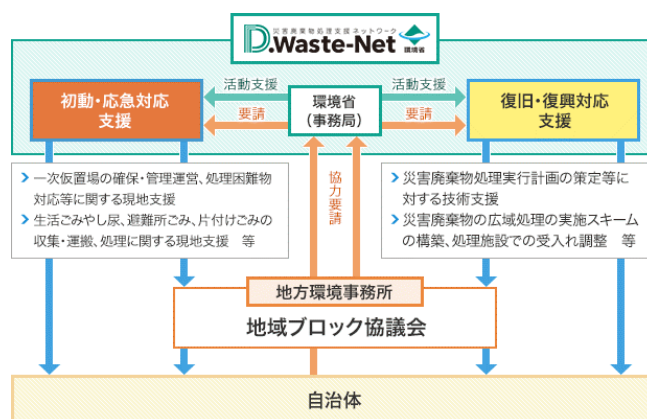 災害廃棄物処理支援ネットワーク
D.Waste-Net
環境省
初動・応急対応
支援
活動支援
要請
環境省
（事務局）
活動支援
要請
復旧・復興対応
支援
一次仮置場の確保・管理運営、処理困難物
対応等に関する現地支援
生活ごみやし尿、避難所ごみ、片付けごみの
収集・運搬、処理に関する現地支援　等
協力要請
災害廃棄物処理実行計画の策定等に
対する技術支援
災害廃棄物の広域処理の実施スキーム
の構築、処理施設での受入れ調整　等
地方環境事務所
地域ブロック協議会
自治体